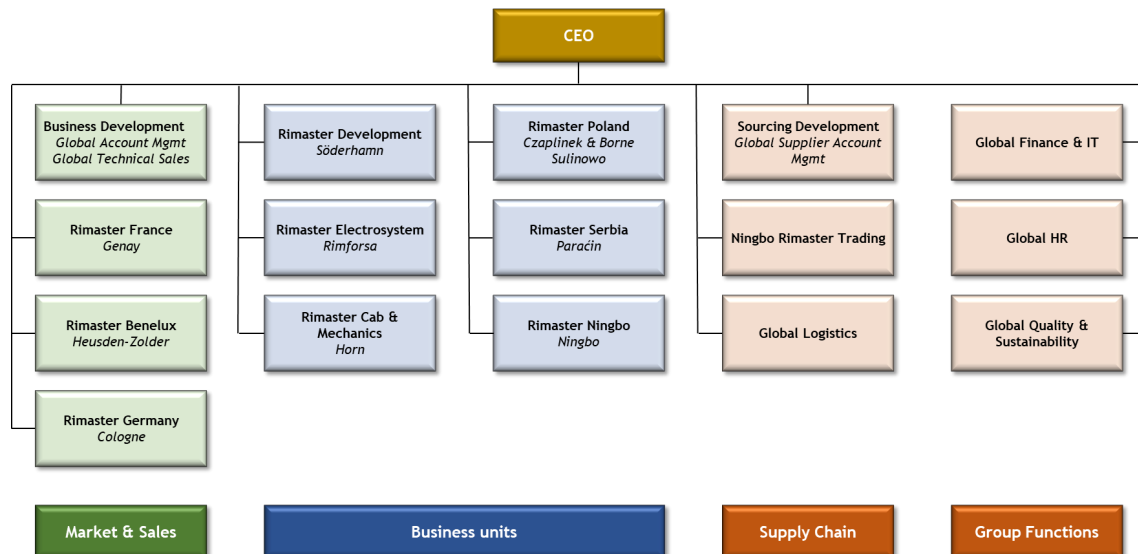 CEO
Business Development
Global Account Mgmt
Global Technical Sales
Rimaster France
Genay
Rimaster Benelux
Heusden-Zolder
Rimaster Germany
Cologne
Rimaster Development
Söderhamn
Rimaster Electrosystem
Rimforsa
Rimaster Cab &
Mechanics
Horn
Rimaster Poland
Czaplinek & Borne
Sulinowo
Rimaster Serbia
Paraćin
Rimaster Ningbo
Ningbo
Sourcing Development
Global Supplier Account
Mgmt
Ningbo Rimaster Trading
Global Logistics
Global Finance & IT
Global HR
Global Quality &
Sustainability
Market & Sales
Business units
Supply Chain
Group Functions